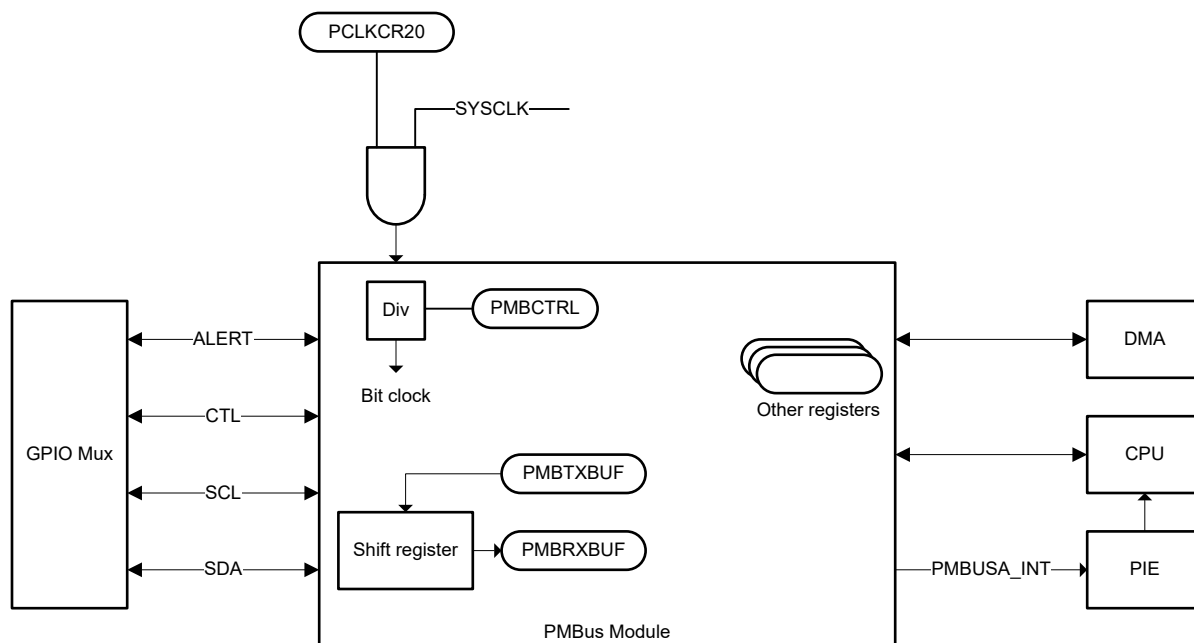 PCLKCR20
SYSCLK
Div
PMBCTRL
ALERT
DMA
Bit clock
Other registers
CTL
GPIO Mux
CPU
PMBTXBUF
SCL
Shift register
PMBRXBUF
SDA
PMBUSA_INT
PIE
PMBus Module